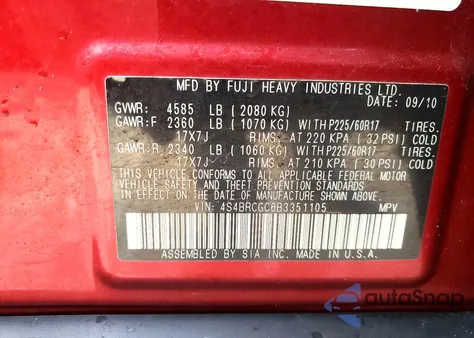 MFD BY FUJI HEAVY INDUSTRIES LTD.
DATE: 09/10
GVWR: 4585 LB (2080 KG)
GAWR:F 2360 LB (1070 KG) WITH P225/60R17 TIRES.
17X7J RIMS. AT 220 KPA (32 PSI) COLD
GAWR:R 2340 LB (1060 KG) WITH P225/60R17 TIRES.
17X7J RIMS. AT 210 KPA (30 PSI) COLD
THIS VEHICLE CONFORMS TO ALL APPLICABLE FEDERAL MOTOR
VEHICLE SAFETY, BUMPER, AND THEFT PREVENTION STANDARDS
IN EFFECT ON THE DATE OF MANUFACTURE SHOWN ABOVE.
VIN: 4S4BRCGC6B3351105 MPV
ASSEMBLED BY SIA INC. MADE IN U.S.A.
autoSnap